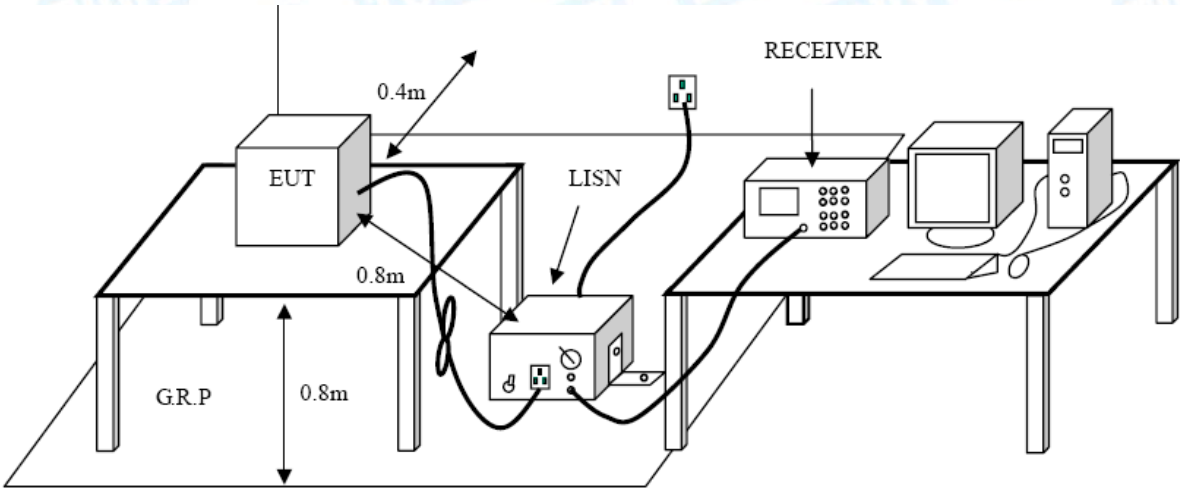 RECEIVER
0.4m
EUT
LISN
0.8m
G.R.P
0.8m